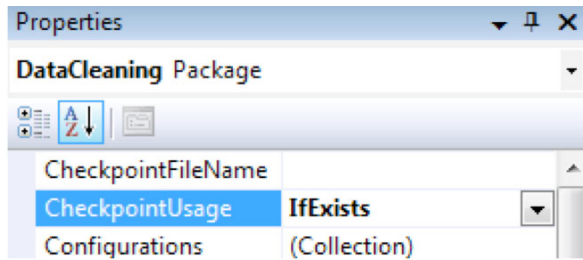 Properties
DataCleaning Package
A Z
CheckpointFileName
CheckpointUsage IfExists
Configurations (Collection)